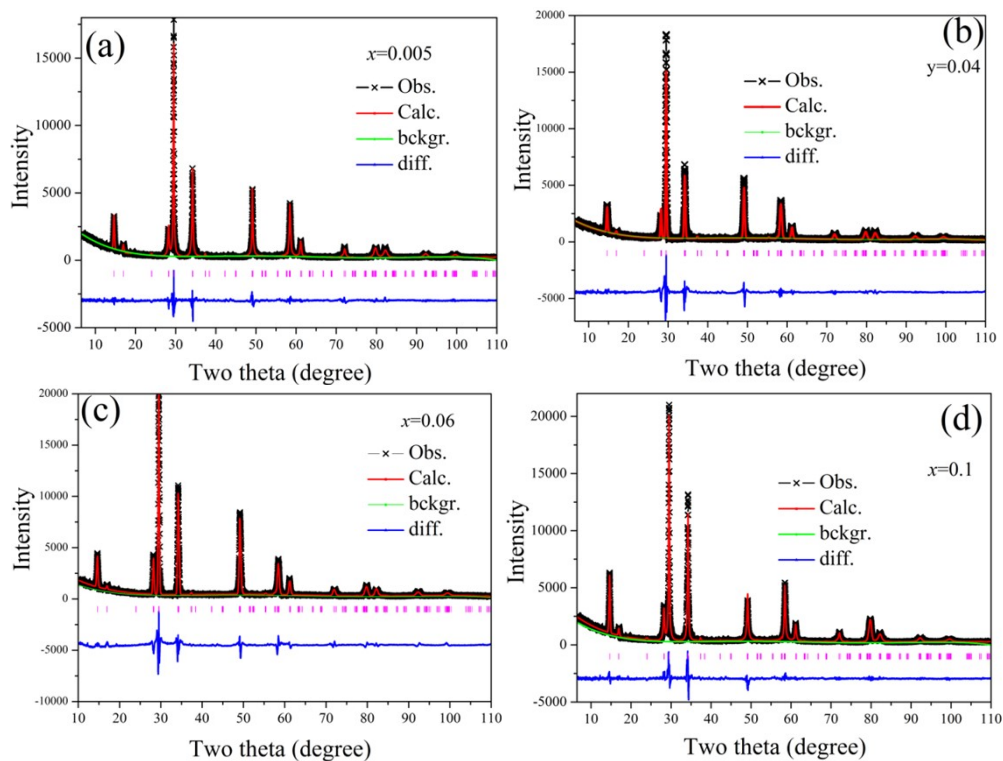 (a)
x=0.005
Obs.
Calc.
bckgr.
diff.
Intensity
15000
10000
5000
0
-5000
10 20 30 40 50 60 70 80 90 100 110
Two theta (degree)
(b)
y=0.04
Obs.
Calc.
bckgr.
diff.
Intensity
20000
15000
10000
5000
0
-5000
10 20 30 40 50 60 70 80 90 100 110
Two theta (degree)
(c)
x=0.06
Obs.
Calc.
bckgr.
diff.
Intensity
20000
15000
10000
5000
0
-5000
-10000
10 20 30 40 50 60 70 80 90 100 110
Two theta (degree)
(d)
x=0.1
Obs.
Calc.
bckgr.
diff.
Intensity
20000
15000
10000
5000
0
-5000
10 20 30 40 50 60 70 80 90 100 110
Two theta (degree)